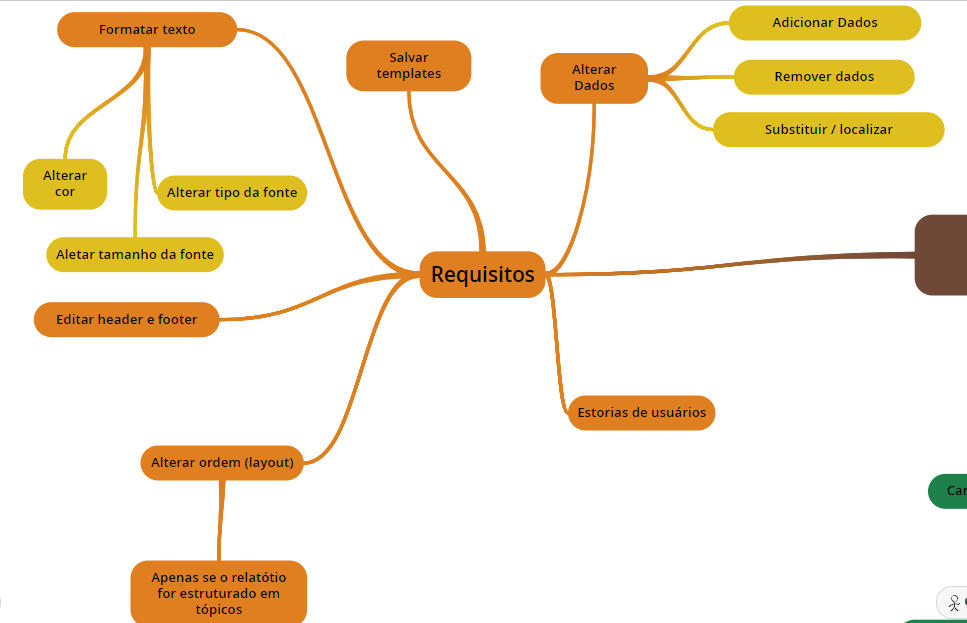 Formatar texto
Salvar
templates
Alterar
Dados
Adicionar Dados
Remover dados
Substituir / localizar
Alterar
cor
Alterar tipo da fonte
Aletar tamanho da fonte
Requisitos
Editar header e footer
Estorias de usuários
Alterar ordem (layout)
Apenas se o relatótio
for estruturado em
tópicos